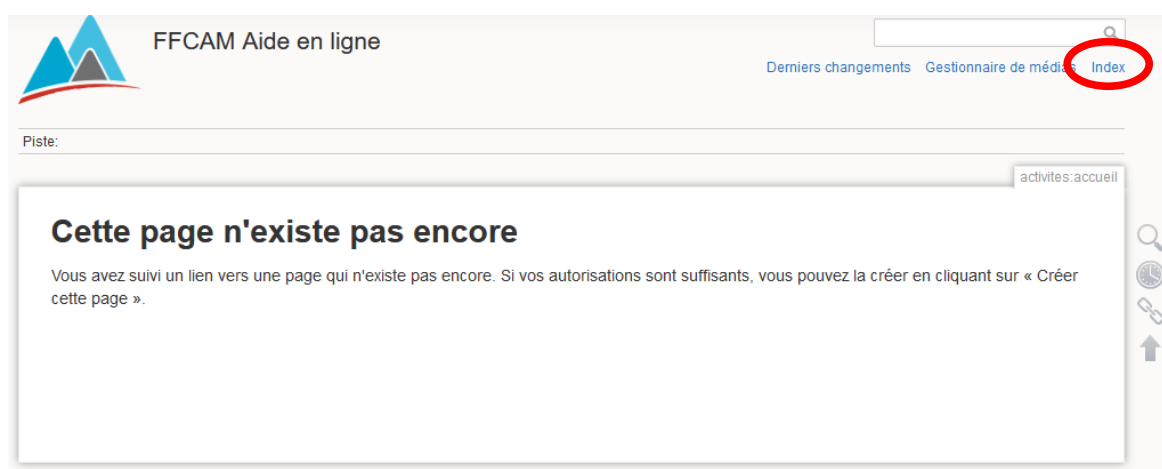 FFCAM Aide en ligne
Derniers changements Gestionnaire de médias Index
Piste:
activites:accueil
Cette page n'existe pas encore
Vous avez suivi un lien vers une page qui n'existe pas encore. Si vos autorisations sont suffisants, vous pouvez la créer en cliquant sur « Créer
cette page ».